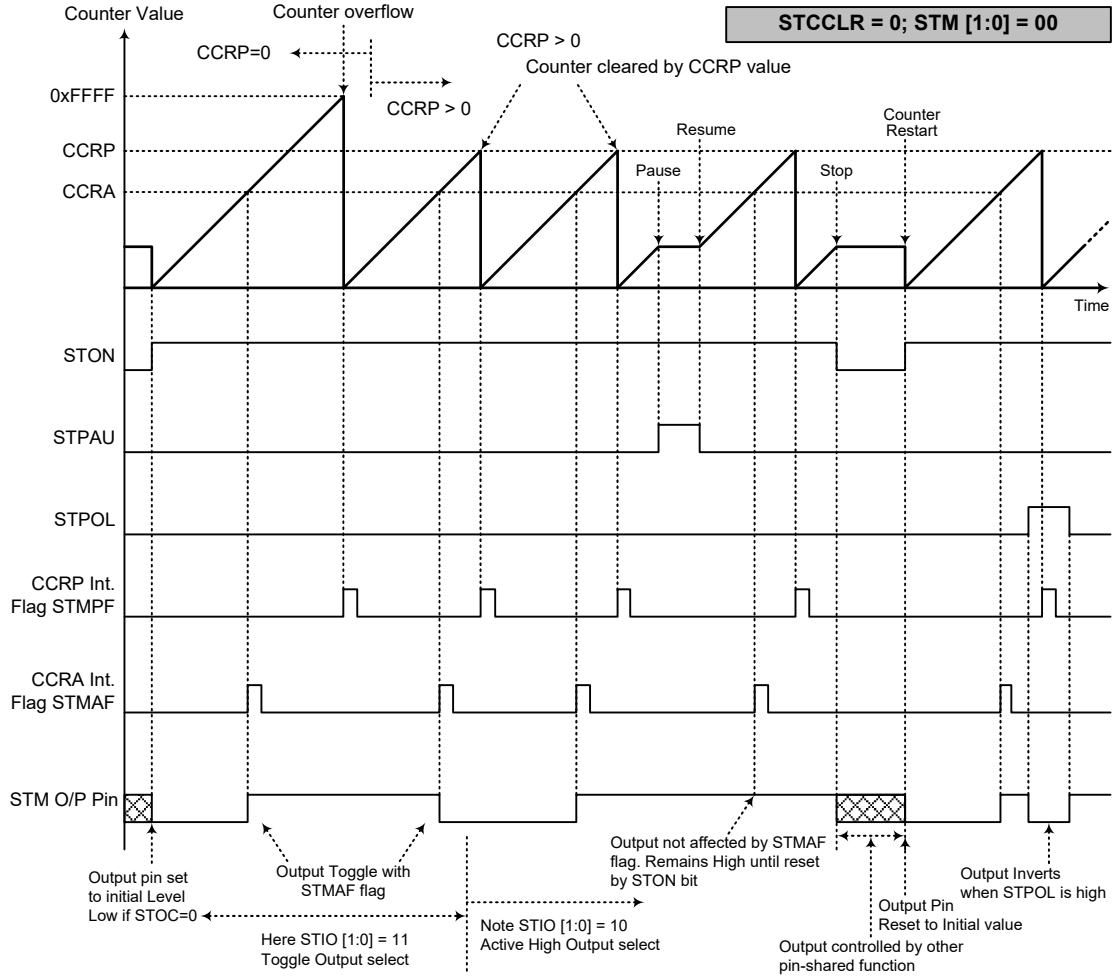 Counter Value
Counter overflow
STCCLR = 0; STM [1:0] = 00
CCRP=0
CCRP > 0
CCRP > 0
Counter cleared by CCRP value
0xFFFF
CCRP
CCRA
Pause
Resume
Stop
Counter
Restart
Time
STON
STPAU
STPOL
CCRP Int.
Flag STMPF
CCRA Int.
Flag STMAF
STM O/P Pin
Output pin set
to initial Level
Low if STOC=0
Output Toggle with
STMAF flag
Here STIO [1:0] = 11
Toggle Output select
Output not affected by STMAF
flag. Remains High until reset
by STON bit
Note STIO [1:0] = 10
Active High Output select
Output Pin
Reset to Initial value
Output controlled by other
pin-shared function
Output Inverts
when STPOL is high